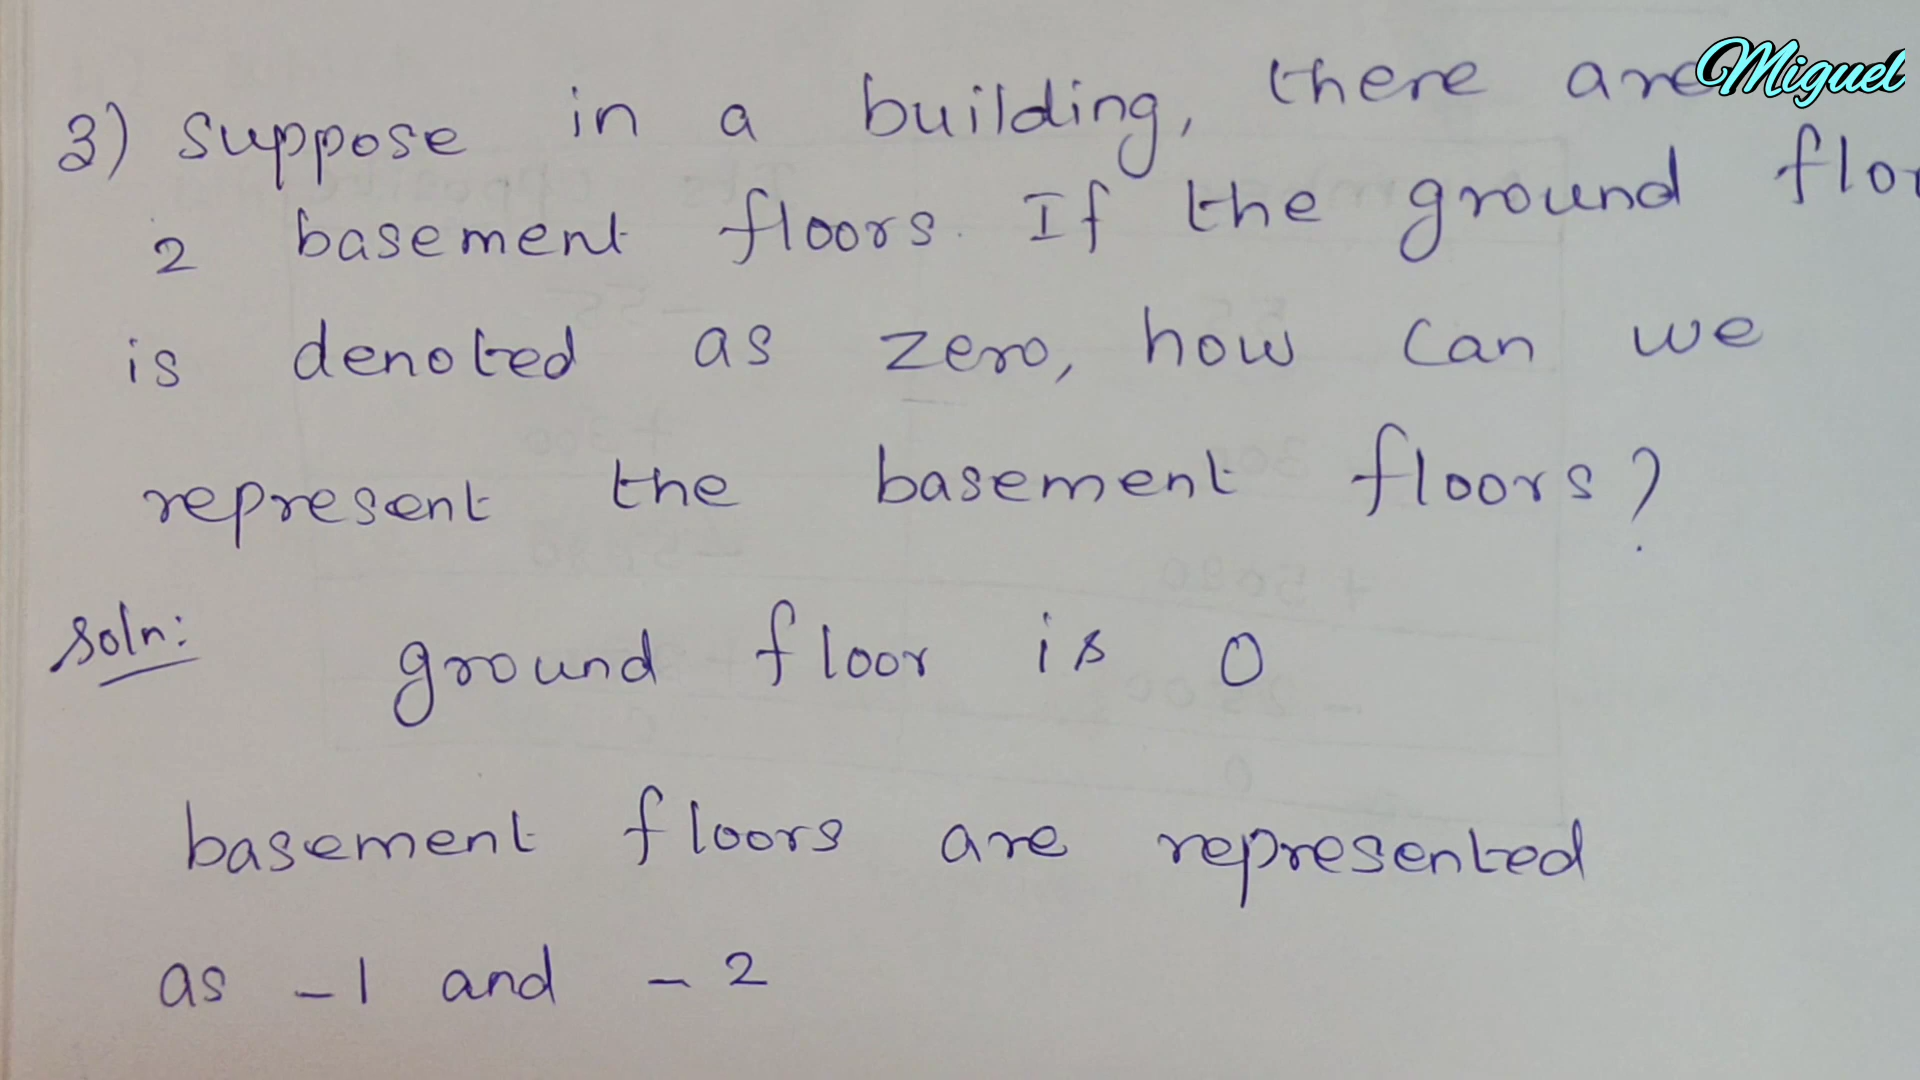 Miguel
3) Suppose in a building, there are
2 basement floors. If the ground flo
is denoted as zero, how can we
represent the basement floors?
Soln: ground floor is 0
basement floors are represented
as -1 and -2